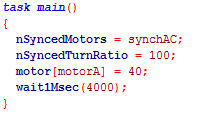 task main()
{
nSyncedMotors = synchAC;
nSyncedTurnRatio = 100;
motor[motorA] = 40;
wait1Msec(4000);
}